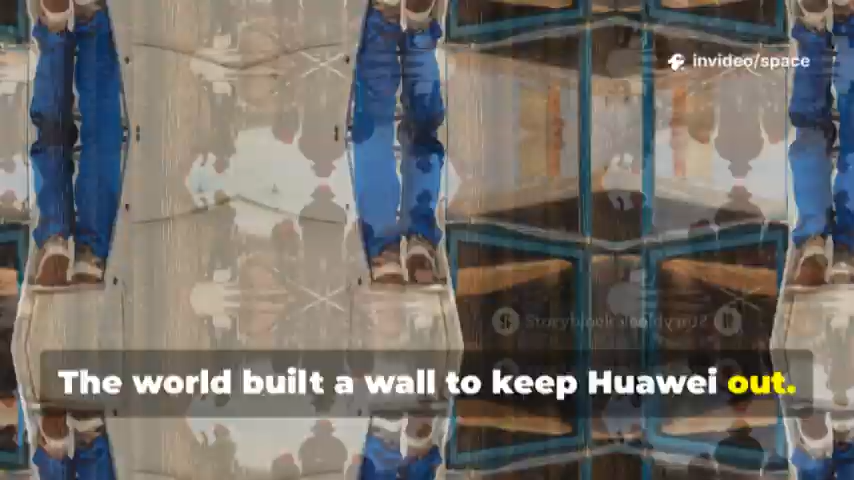 invideo/space
The world built a wall to keep Huawei out.